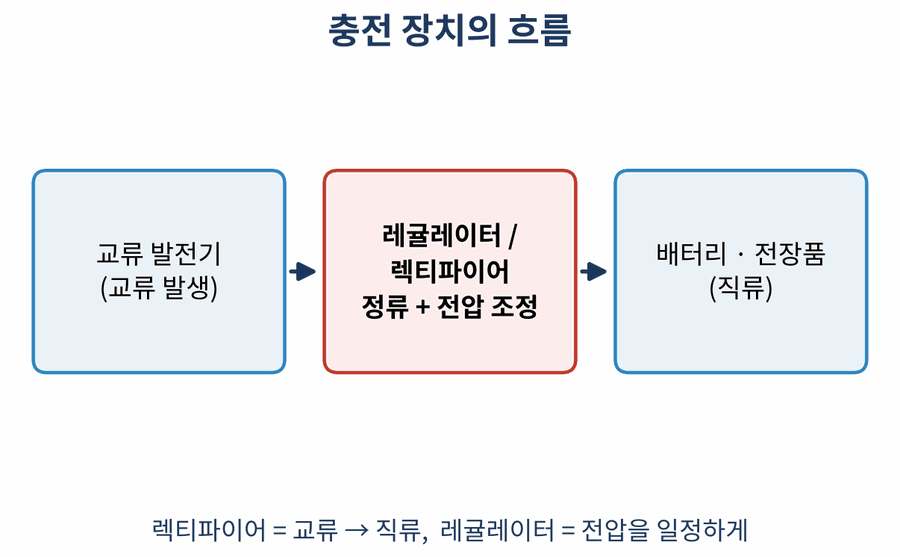 충전 장치의 흐름
교류 발전기
(교류 발생)
레귤레이터 /
렉티파이어
정류 + 전압 조정
배터리 · 전장품
(직류)
렉티파이어 = 교류 → 직류, 레귤레이터 = 전압을 일정하게